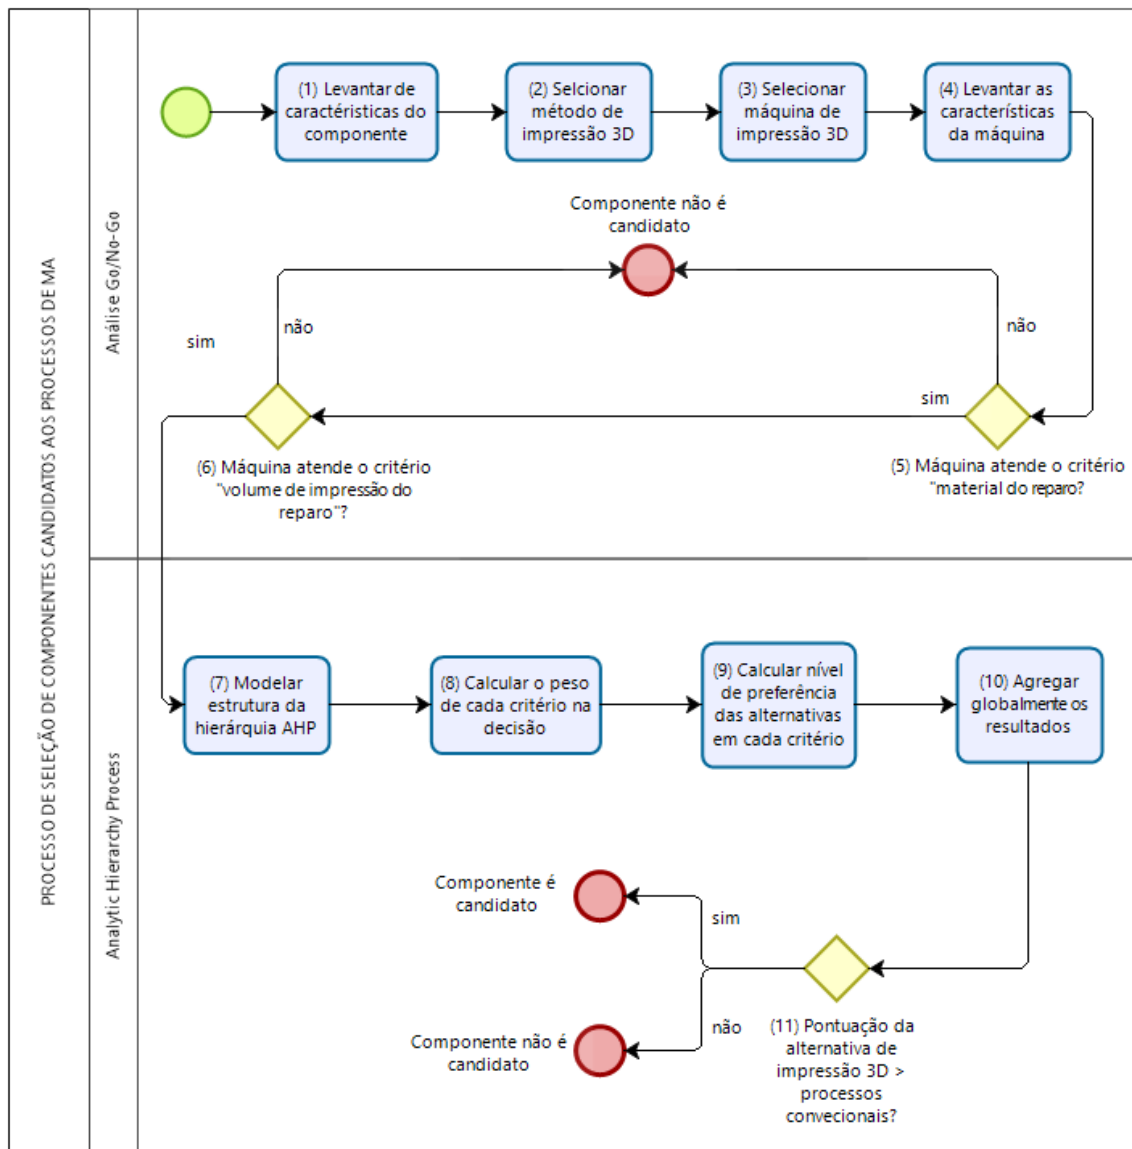 PROCESSO DE SELEÇÃO DE COMPONENTES CANDIDATOS AOS PROCESSOS DE MA
Análise Go/No-Go
(1) Levantar de
caractéristicas do
componente
(2) Selcionar
método de
impressão 3D
(3) Selecionar
máquina de
impressão 3D
(4) Levantar as
características
da máquina
Componente não é
candidato
sim
não
não
sim
(6) Máquina atende o critério
"volume de impressão do
reparo"?
(5) Máquina atende o critério
"material do reparo?
Analytic Hierarchy Process
(7) Modelar
estrutura da
hierárquia AHP
(8) Calcular o peso
de cada critério na
decisão
(9) Calcular nível
de preferência
das alternativas
em cada critério
(10) Agregar
globalmente os
resultados
Componente é
candidato
sim
Componente não é
candidato
não
(11) Pontuação da
alternativa de
impressão 3D >
processos
convecionais?